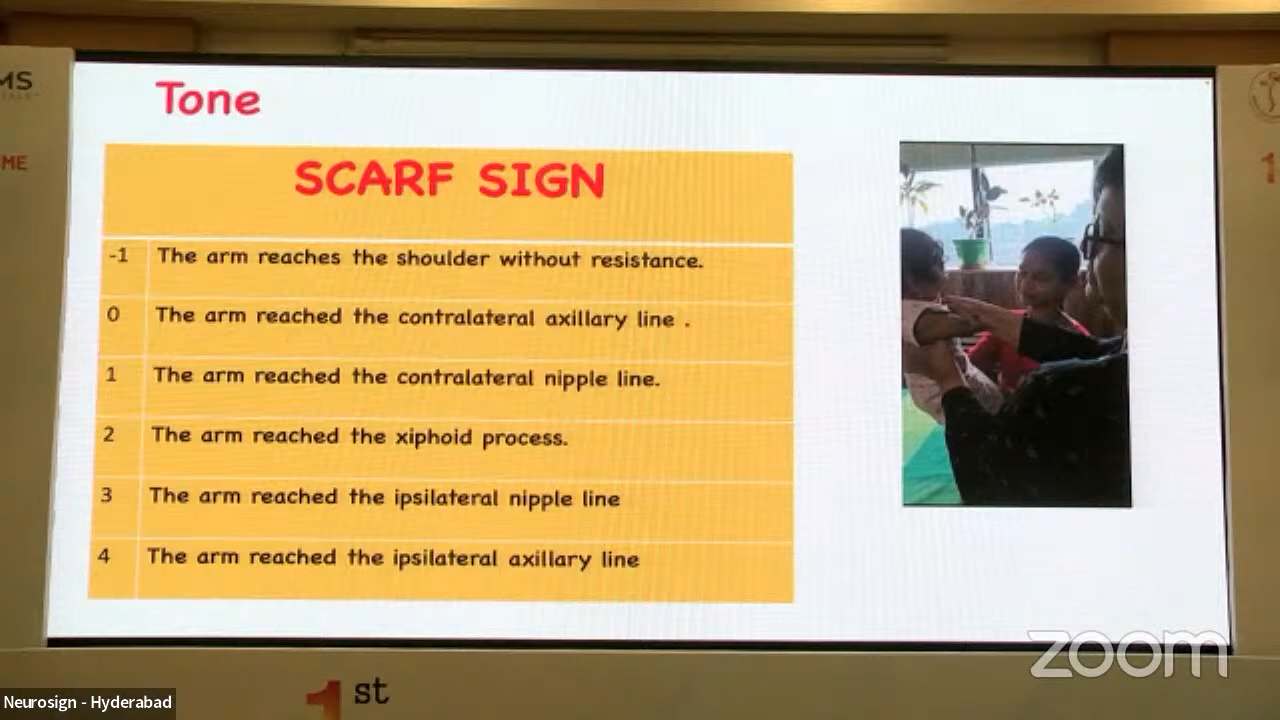 MS
ME
Tone
SCARF SIGN
-1 The arm reaches the shoulder without resistance.
0 The arm reached the contralateral axillary line .
1 The arm reached the contralateral nipple line.
2 The arm reached the xiphoid process.
3 The arm reached the ipsilateral nipple line
4 The arm reached the ipsilateral axillary line
1
zoom
Neurosign - Hyderabad
1st